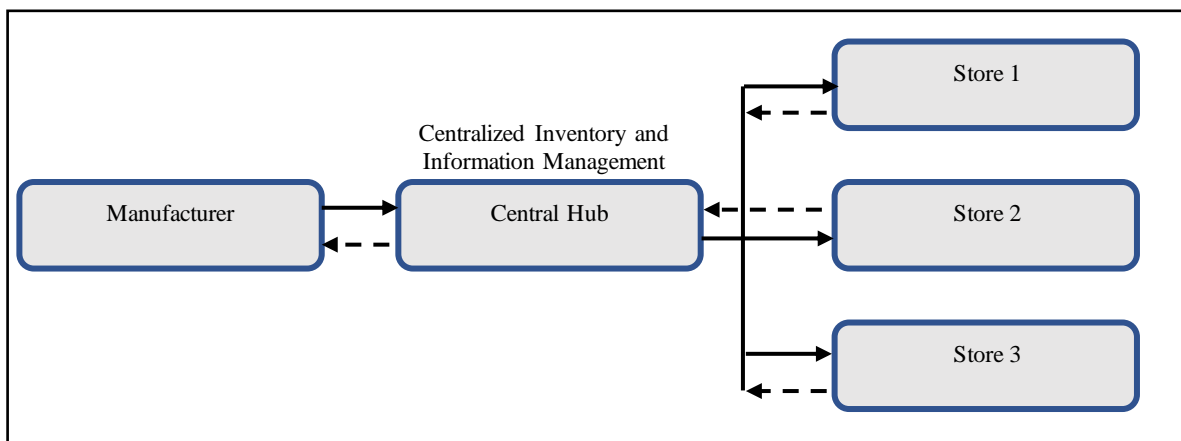 Store 1
Centralized Inventory and
Information Management
Manufacturer
Central Hub
Store 2
Store 3